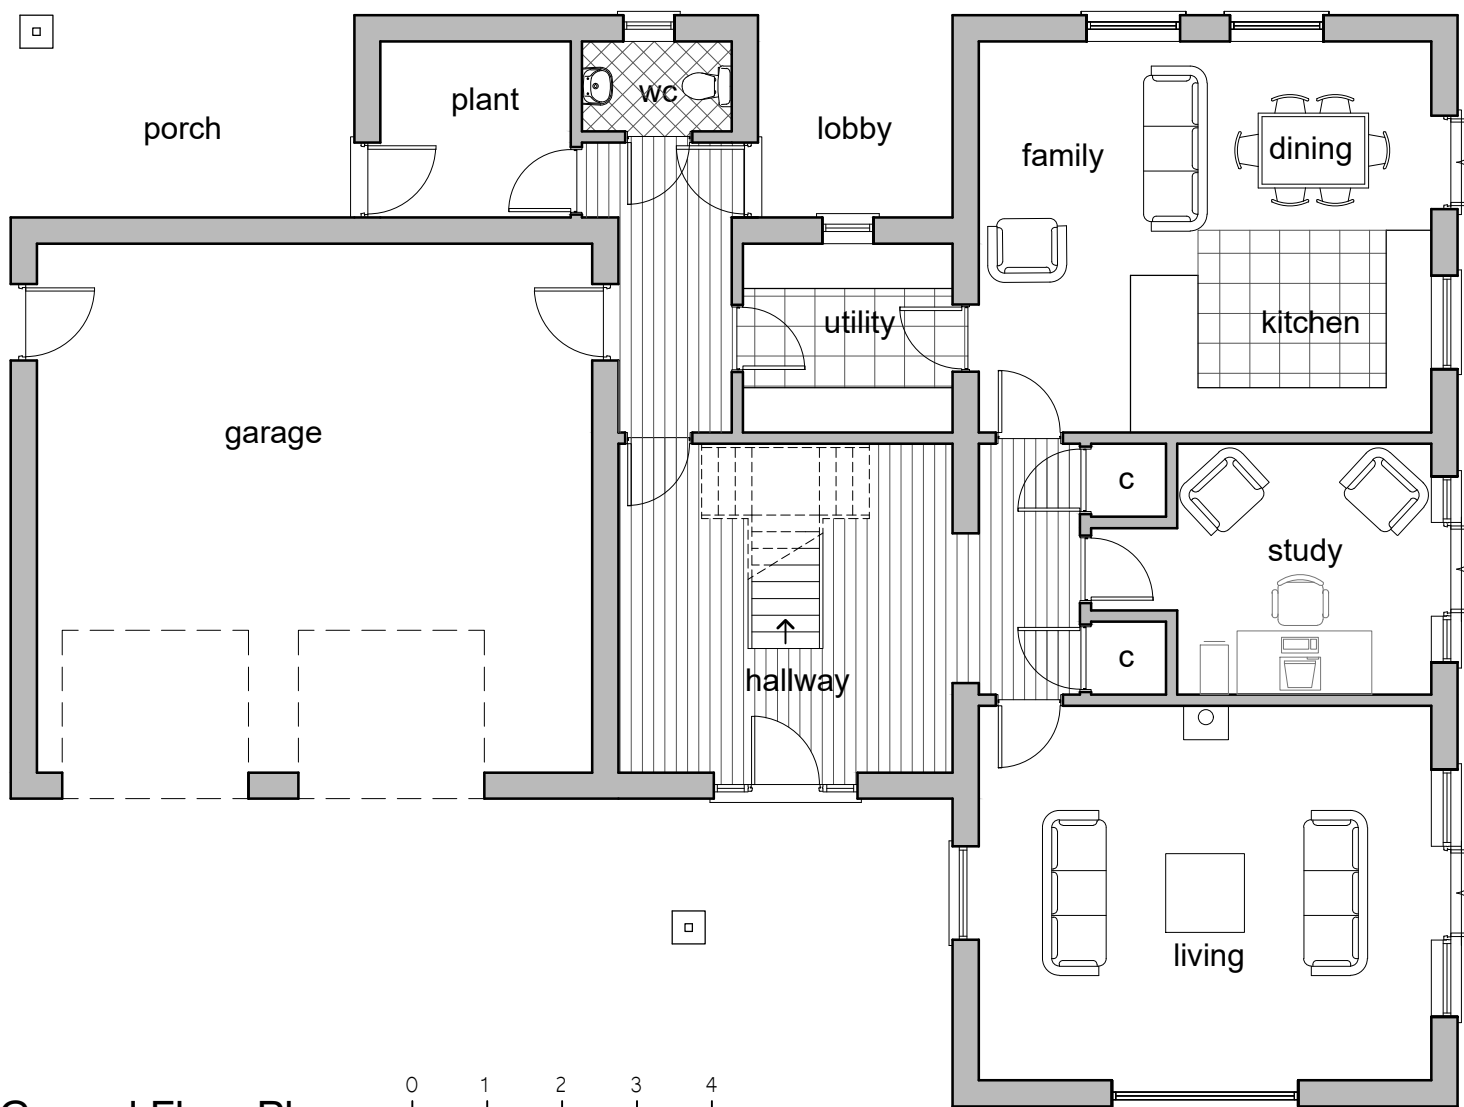 plant
wc
porch
lobby
family
dining
utility
kitchen
garage
c
study
c
hallway
living
0 1 2 3 4